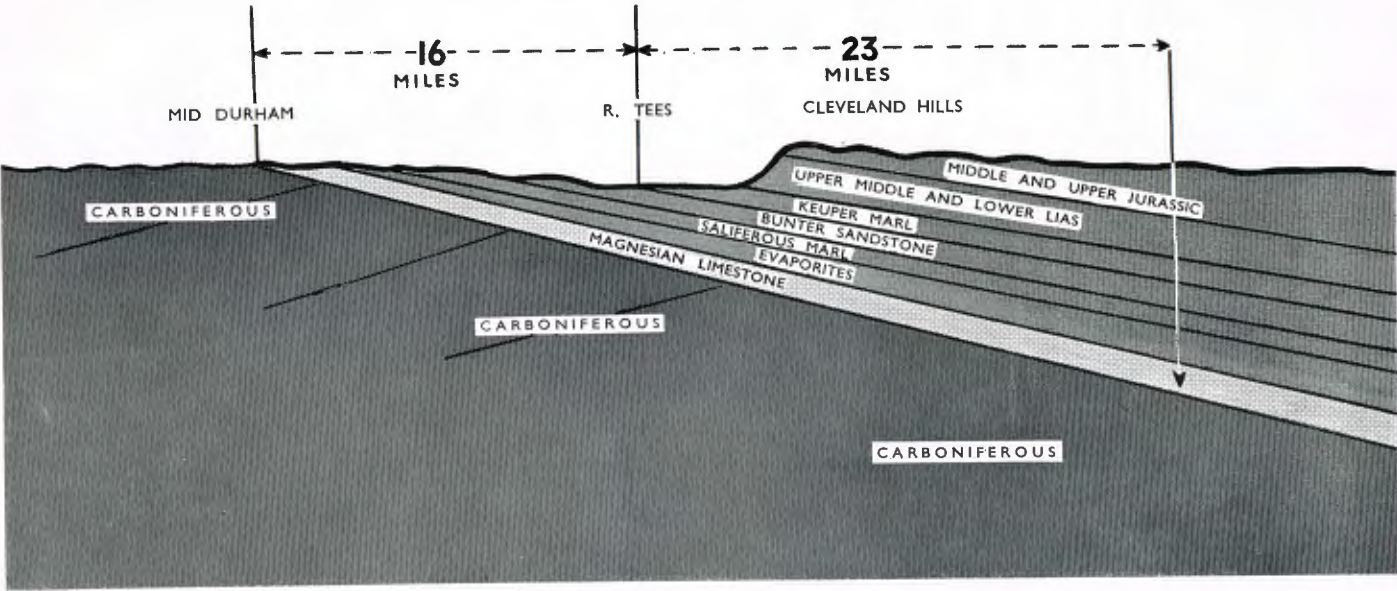 16
MILES
23
MILES
MID DURHAM
R. TEES
CLEVELAND HILLS
MIDDLE AND UPPER JURASSIC
UPPER MIDDLE AND LOWER LIAS
KEUPER MARL
BUNTER SANDSTONE
SALIFEROUS MARL
EVAPORITES
MAGNESIAN LIMESTONE
CARBONIFEROUS
CARBONIFEROUS
CARBONIFEROUS